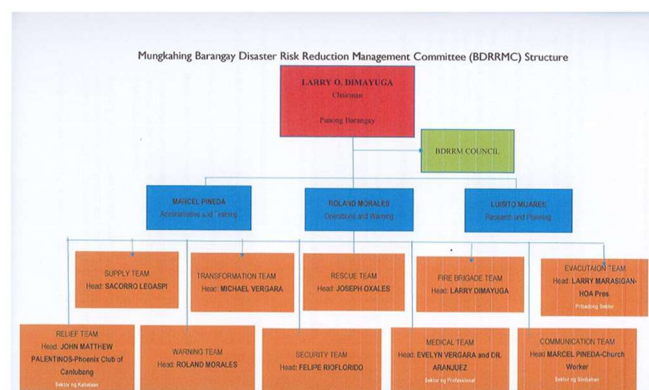 Mungkahing Barangay Disaster Risk Reduction Management Committee (BDRRMC) Structure
LARRY O. DIMAYUGA
Chairman
Punong Barangay
BDRRM COUNCIL
MARCEL PINEDA
Administrative and Training
ROLAND MORALES
Operations and Warning
LUISITO MIJARES
Research and Planning
SUPPLY TEAM
Head: SACORRO LEGASPI
TRANSFORMATION TEAM
Head: MICHAEL VERGARA
RESCUE TEAM
Head: JOSEPH OXALES
FIRE BRIGADE TEAM
Head: LARRY DIMAYUGA
EVACUTAION TEAM
Head: LARRY MARASIGAN-
HOA Pres
Pribadong Sektor
RELIEF TEAM
Head: JOHN MATTHEW
PALENTINOS-Phoenix Club of
Canlubang
Sektor ng Kabataan
WARNING TEAM
Head: ROLAND MORALES
SECURITY TEAM
Head: FELIPE RIOFLORIDO
MEDICAL TEAM
Head: EVELYN VERGARA and DR.
ARANJUEZ
Sektor ng Professional
COMMUNICATION TEAM
Head MARCEL PINEDA-Church
Worker
Sektor ng Simbahan